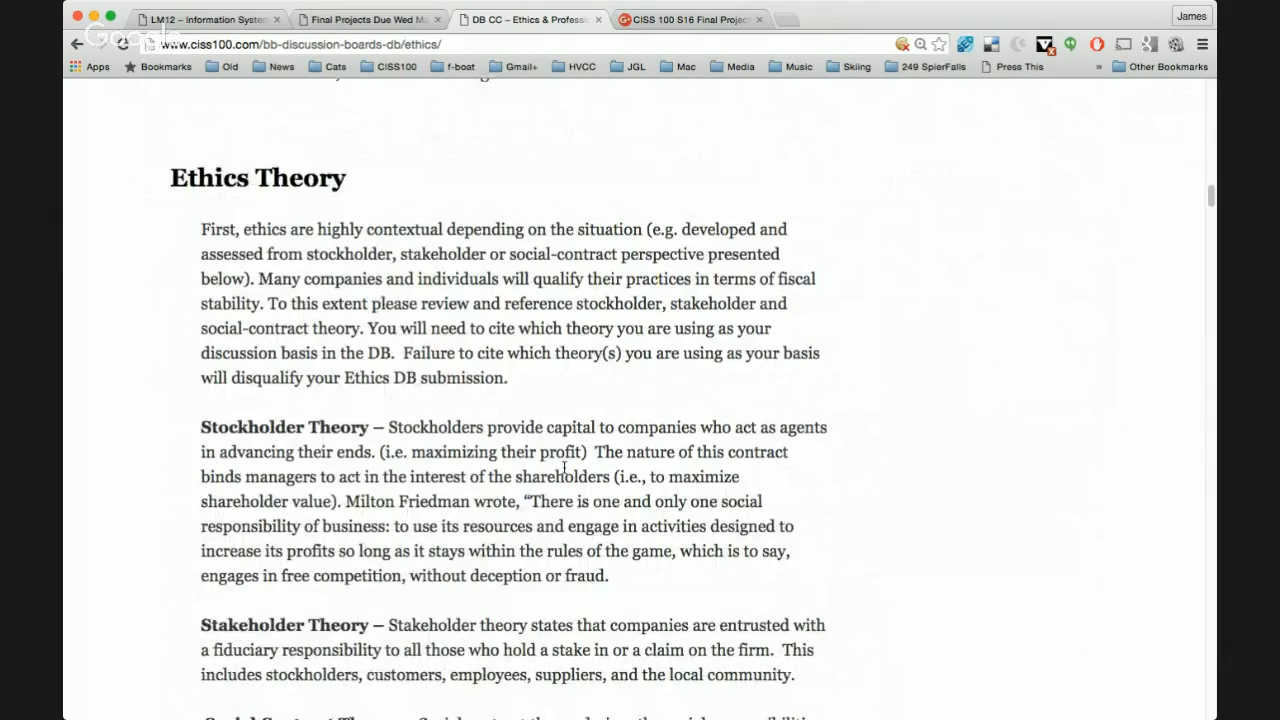 LM12 – Information System
Final Projects Due Wed Ma
DB CC – Ethics & Professio
CISS 100 S16 Final Project
James
Google
www.ciss100.com/bb-discussion-boards-db/ethics/
Apps Bookmarks Old News Cats CISS100 f-boat Gmail+ HVCC JGL Mac Media Music Skiing 249 SpierFalls Press This » Other Bookmarks
Ethics Theory
First, ethics are highly contextual depending on the situation (e.g. developed and
assessed from stockholder, stakeholder or social-contract perspective presented
below). Many companies and individuals will qualify their practices in terms of fiscal
stability. To this extent please review and reference stockholder, stakeholder and
social-contract theory. You will need to cite which theory you are using as your
discussion basis in the DB.  Failure to cite which theory(s) you are using as your basis
will disqualify your Ethics DB submission.
Stockholder Theory – Stockholders provide capital to companies who act as agents
in advancing their ends. (i.e. maximizing their profit)  The nature of this contract
binds managers to act in the interest of the shareholders (i.e., to maximize
shareholder value). Milton Friedman wrote, “There is one and only one social
responsibility of business: to use its resources and engage in activities designed to
increase its profits so long as it stays within the rules of the game, which is to say,
engages in free competition, without deception or fraud.
Stakeholder Theory – Stakeholder theory states that companies are entrusted with
a fiduciary responsibility to all those who hold a stake in or a claim on the firm.  This
includes stockholders, customers, employees, suppliers, and the local community.